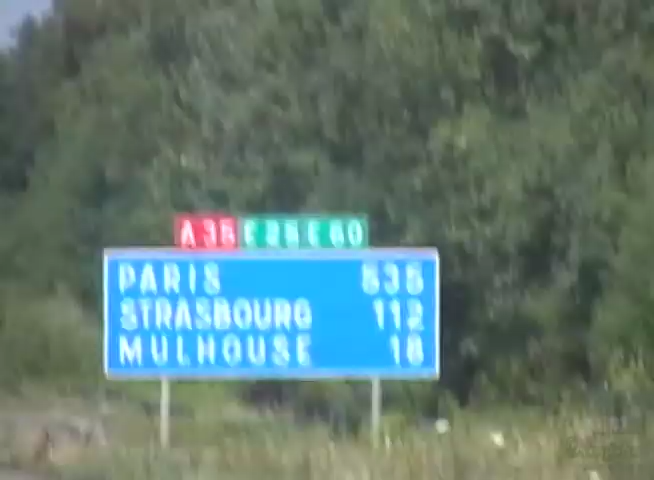 A 35 E 25 E 60
PARIS 535
STRASBOURG 112
MULHOUSE 18